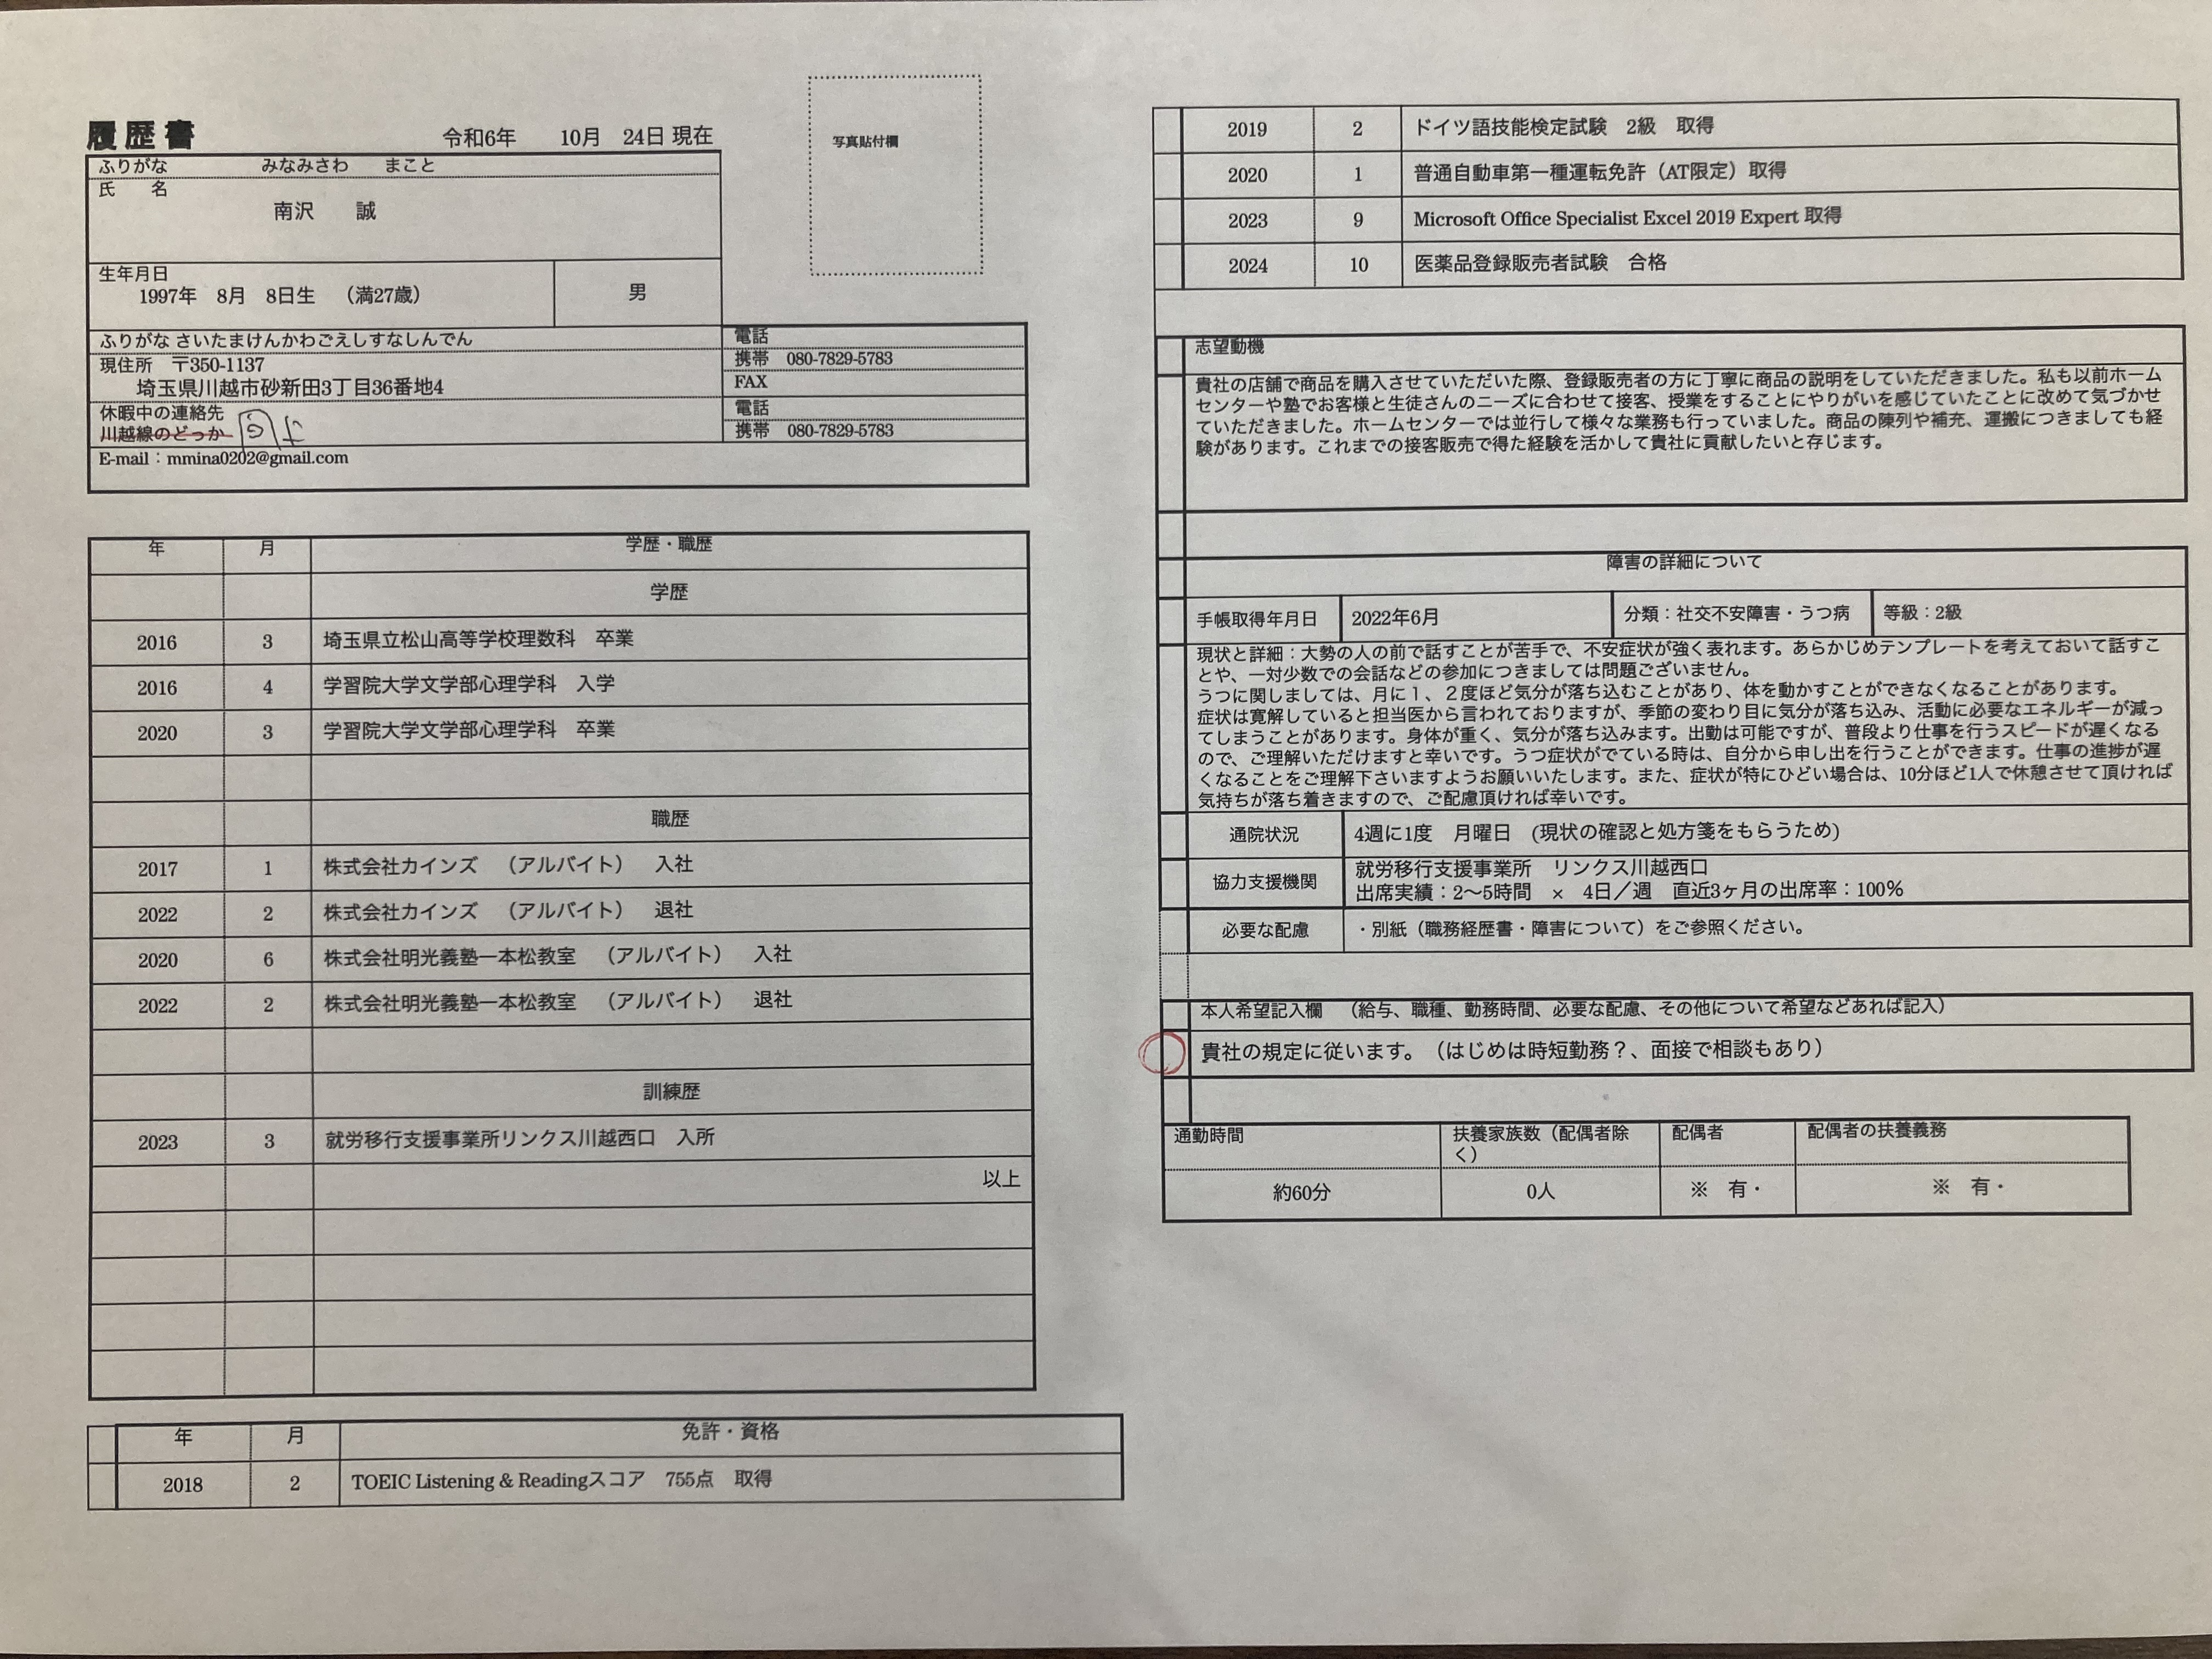 履歴書
令和6年 10月 24日 現在
写真貼付欄
ふりがな みなみさわ まこと
氏 名
南沢 誠
生年月日
1997年 8月 8日生 （満27歳）
男
ふりがな さいたまけんかわごえしすなしんでん
現住所 〒350-1137
埼玉県川越市砂新田3丁目36番地4
電話
携帯 080-7829-5783
FAX
休暇中の連絡先
川越線のどっか 同上
電話
携帯 080-7829-5783
E-mail：mmina0202@gmail.com
年 月 学歴・職歴
学歴
2016 3 埼玉県立松山高等学校理数科 卒業
2016 4 学習院大学文学部心理学科 入学
2020 3 学習院大学文学部心理学科 卒業
職歴
2017 1 株式会社カインズ （アルバイト） 入社
2022 2 株式会社カインズ （アルバイト） 退社
2020 6 株式会社明光義塾一本松教室 （アルバイト） 入社
2022 2 株式会社明光義塾一本松教室 （アルバイト） 退社
訓練歴
2023 3 就労移行支援事業所リンクス川越西口 入所
以上
年 月 免許・資格
2018 2 TOEIC Listening & Readingスコア 755点 取得
2019 2 ドイツ語技能検定試験 2級 取得
2020 1 普通自動車第一種運転免許（AT限定）取得
2023 9 Microsoft Office Specialist Excel 2019 Expert 取得
2024 10 医薬品登録販売者試験 合格
志望動機
貴社の店舗で商品を購入させていただいた際、登録販売者の方に丁寧に商品の説明をしていただきました。私も以前ホーム
センターや塾でお客様と生徒さんのニーズに合わせて接客、授業をすることにやりがいを感じていたことに改めて気づかせ
ていただきました。ホームセンターでは並行して様々な業務も行っていました。商品の陳列や補充、運搬につきましても経
験があります。これまでの接客販売で得た経験を活かして貴社に貢献したいと存じます。
障害の詳細について
手帳取得年月日 2022年6月 分類：社交不安障害・うつ病 等級：2級
現状と詳細：大勢の人の前で話すことが苦手で、不安症状が強く表れます。あらかじめテンプレートを考えておいて話すこ
とや、一対少数での会話などの参加につきましては問題ございません。
うつに関しましては、月に１、２度ほど気分が落ち込むことがあり、体を動かすことができなくなることがあります。
症状は寛解していると担当医から言われておりますが、季節の変わり目に気分が落ち込み、活動に必要なエネルギーが減っ
てしまうことがあります。身体が重く、気分が落ち込みます。出勤は可能ですが、普段より仕事を行うスピードが遅くなる
ので、ご理解いただけますと幸いです。うつ症状がでている時は、自分から申し出を行うことができます。仕事の進捗が遅
くなることをご理解下さいますようお願いいたします。また、症状が特にひどい場合は、10分ほど1人で休憩させて頂ければ
気持ちが落ち着きますので、ご配慮頂ければ幸いです。
通院状況 4週に1度 月曜日 (現状の確認と処方箋をもらうため)
協力支援機関 就労移行支援事業所 リンクス川越西口
出席実績：2〜5時間 × 4日／週 直近3ヶ月の出席率：100％
必要な配慮 ・別紙（職務経歴書・障害について）をご参照ください。
本人希望記入欄 （給与、職種、勤務時間、必要な配慮、その他について希望などあれば記入）
貴社の規定に従います。（はじめは時短勤務？、面接で相談もあり）
通勤時間 扶養家族数（配偶者除 配偶者 配偶者の扶養義務
く）
約60分 0人 ※ 有・ ※ 有・